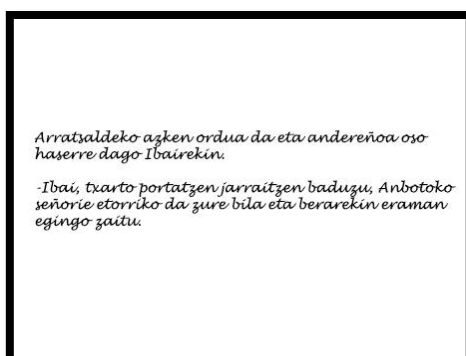 Arratsaldeko azken ordua da eta andereñoa oso
haserre dago Ibairekin.
-Ibai, txarto portatzen jarraitzen baduzu, Anbotoko
señorie etorriko da zure bila eta berarekin eraman
egingo zaitu.